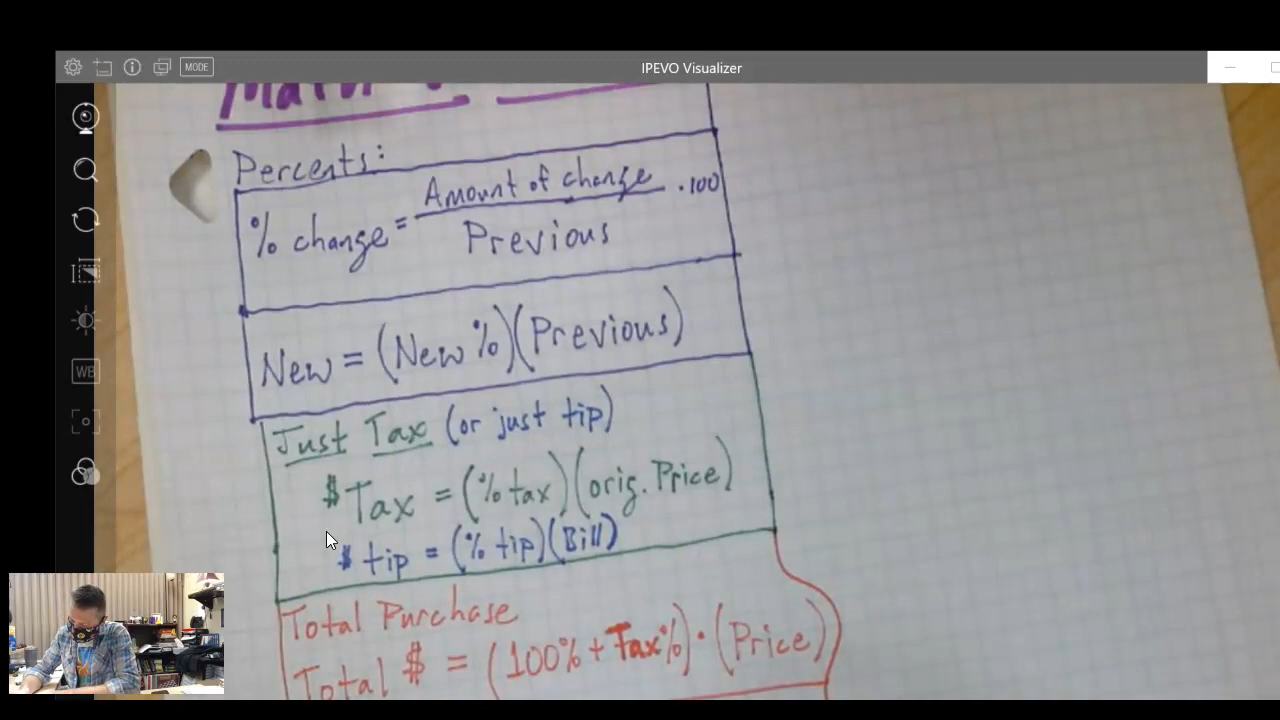 IPEVO Visualizer
MODE
WB
Percents:
% change = Amount of change / Previous · 100
New = (New %)(Previous)
Just Tax (or just tip)
$ Tax = (% tax)(orig. Price)
$ tip = (% tip)(Bill)
Total Purchase
Total $ = (100% + Tax%) · (Price)